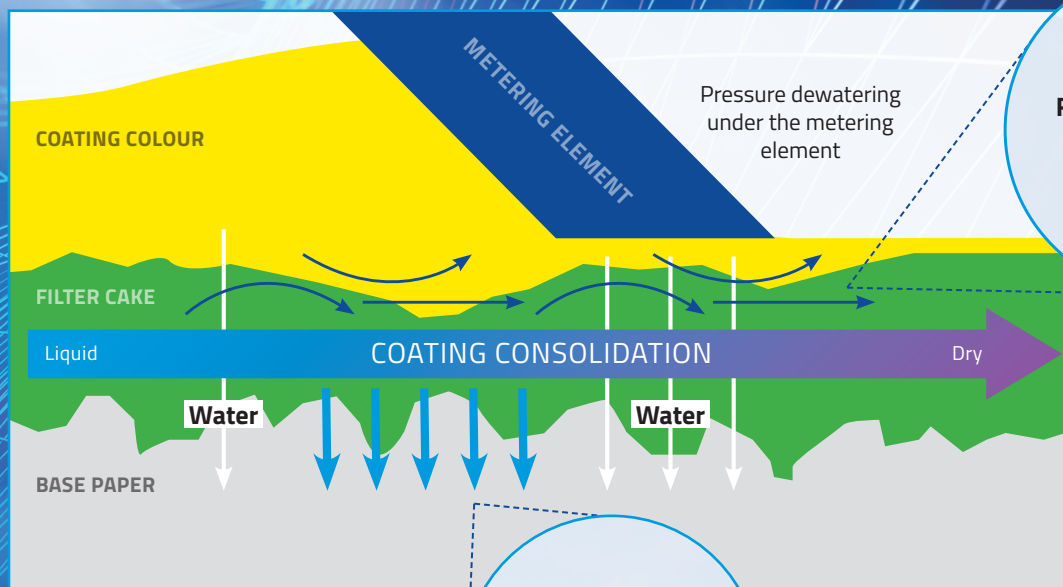 METERING ELEMENT
Pressure dewatering
under the metering
element
COATING COLOUR
FILTER CAKE
Liquid
COATING CONSOLIDATION
Dry
Water
Water
BASE PAPER